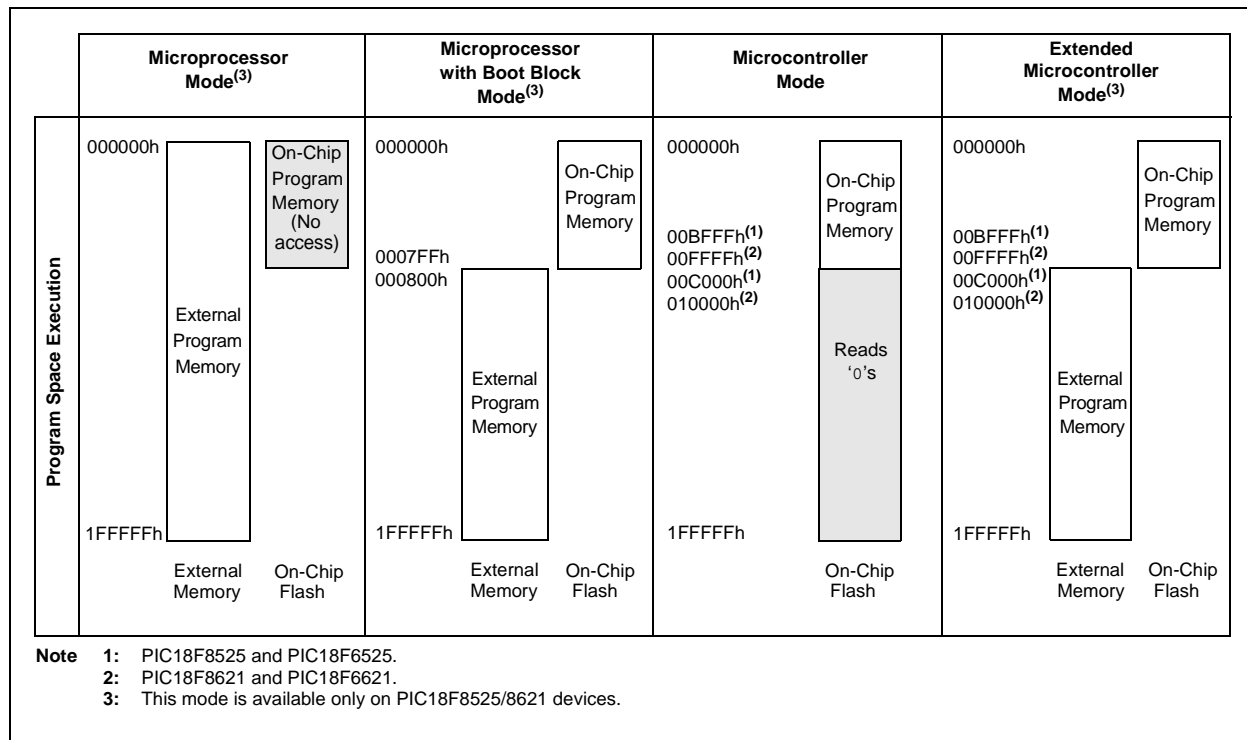 Microprocessor
Mode(3)
Microprocessor
with Boot Block
Mode(3)
Microcontroller
Mode
Extended
Microcontroller
Mode(3)
Program Space Execution
000000h
1FFFFFh
External
Program
Memory
On-Chip
Program
Memory
(No
access)
External
Memory
On-Chip
Flash
000000h
0007FFh
000800h
1FFFFFh
On-Chip
Program
Memory
External
Program
Memory
External
Memory
On-Chip
Flash
000000h
00BFFFh(1)
00FFFFh(2)
00C000h(1)
010000h(2)
1FFFFFh
On-Chip
Program
Memory
Reads
‘0’s
On-Chip
Flash
000000h
00BFFFh(1)
00FFFFh(2)
00C000h(1)
010000h(2)
1FFFFFh
On-Chip
Program
Memory
External
Program
Memory
External
Memory
On-Chip
Flash
Note 1: PIC18F8525 and PIC18F6525.
2: PIC18F8621 and PIC18F6621.
3: This mode is available only on PIC18F8525/8621 devices.